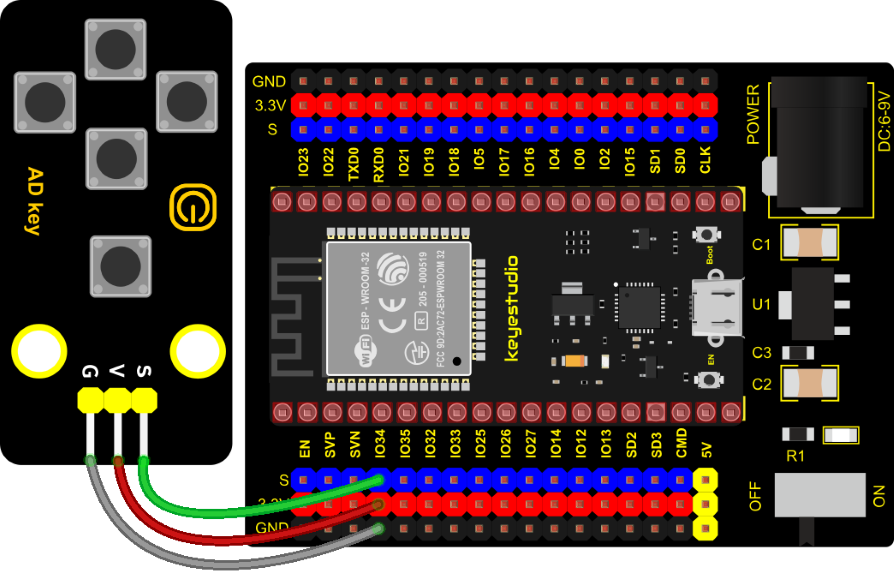 AD key
G
V
S
GND
3.3V
S
IO23
IO22
TXD0
RXD0
IO21
IO19
IO18
IO5
IO17
IO16
IO4
IO0
IO2
IO15
SD1
SD0
CLK
POWER
DC:6-9V
ESP - WROOM-32
205 - 000519
CE
R
WiFi
FCC 9D:2AC72-ESPWROOM 32
keyestudio
Boot
EN
C1
U1
C3
C2
R1
OFF
ON
EN
SVP
SVN
IO34
IO35
IO32
IO33
IO25
IO26
IO27
IO14
IO12
IO13
SD2
SD3
CMD
5V
S
3.3V
GND